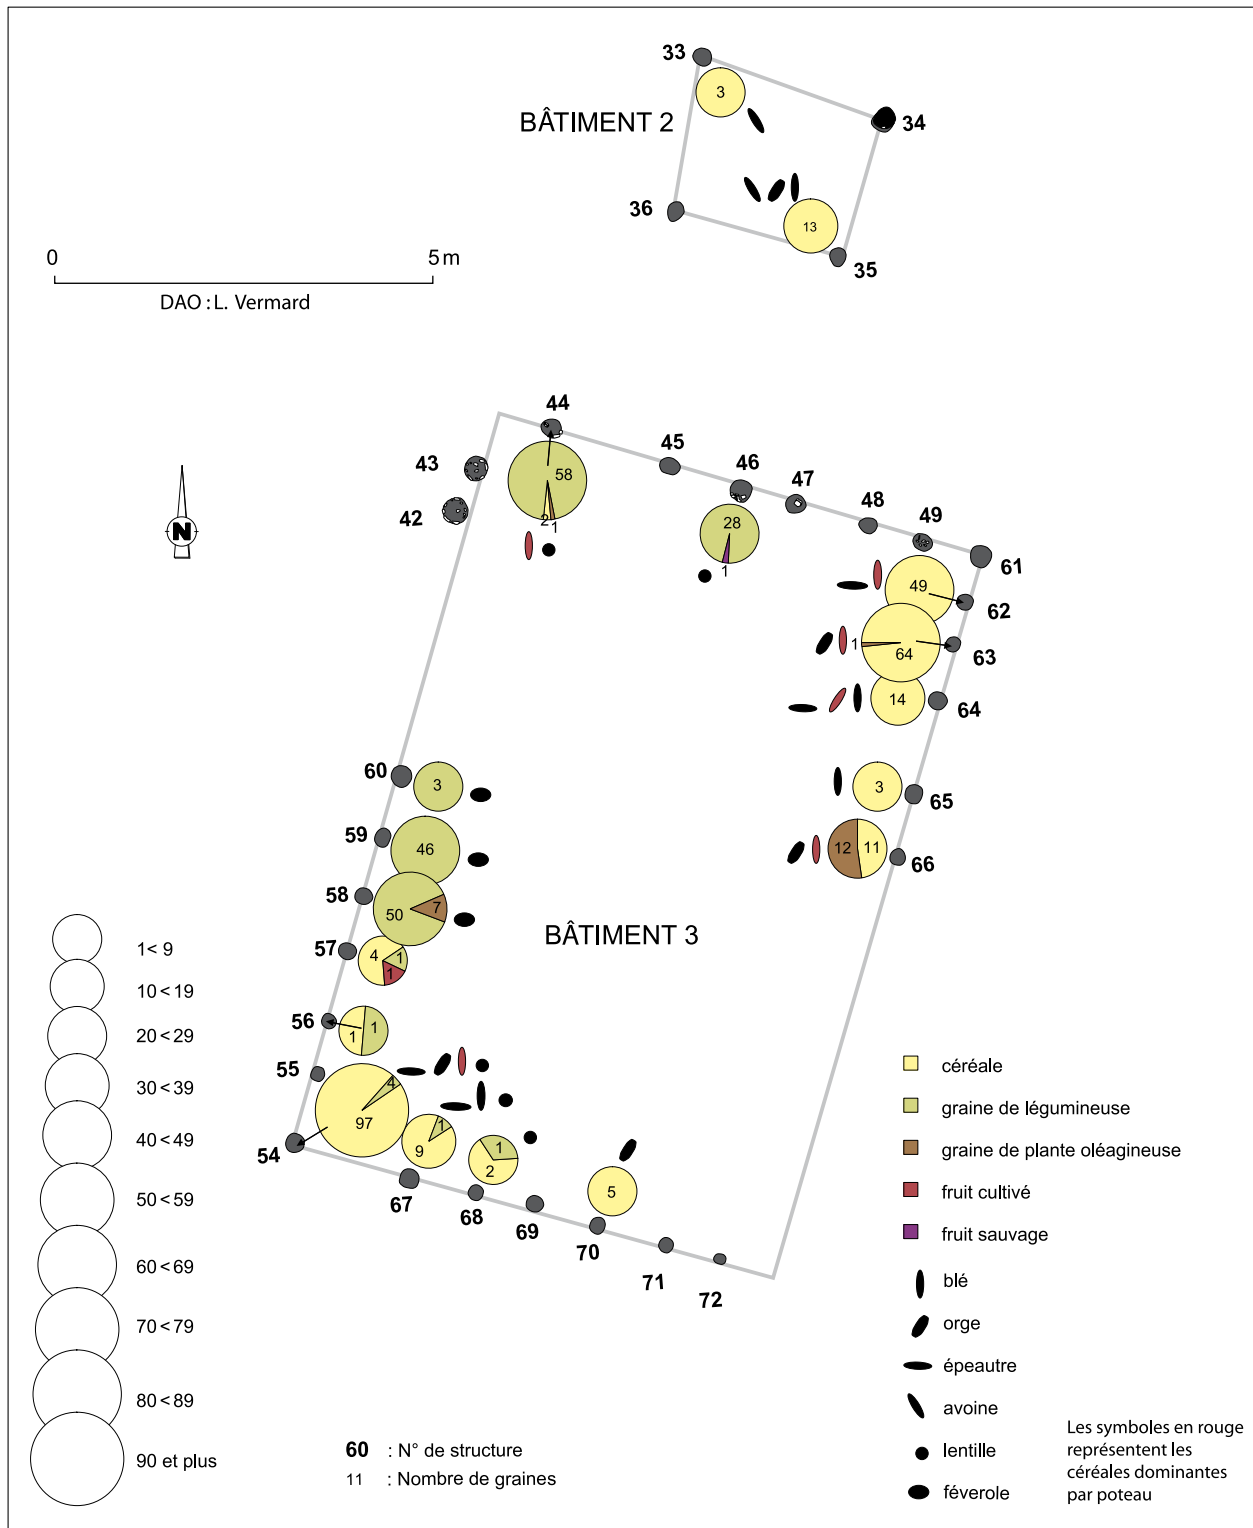 33
3
BÂTIMENT 2
34
36
13
35
0 5 m
DAO : L. Vermard
44
43
58
2 1
42
45
46
47
48
49
28
1
61
49
62
1
64
63
14
64
3
65
12 11
66
N
60
3
59
46
58
50 7
57
4 1
1
BÂTIMENT 3
56
1 1
55
4
97
54
9 1
1
2
5
67
68
69
70
71
72
1 < 9
10 < 19
20 < 29
30 < 39
40 < 49
50 < 59
60 < 69
70 < 79
80 < 89
90 et plus
60 : N° de structure
11 : Nombre de graines
céréale
graine de légumineuse
graine de plante oléagineuse
fruit cultivé
fruit sauvage
blé
orge
épeautre
avoine
lentille
féverole
Les symboles en rouge
représentent les
céréales dominantes
par poteau